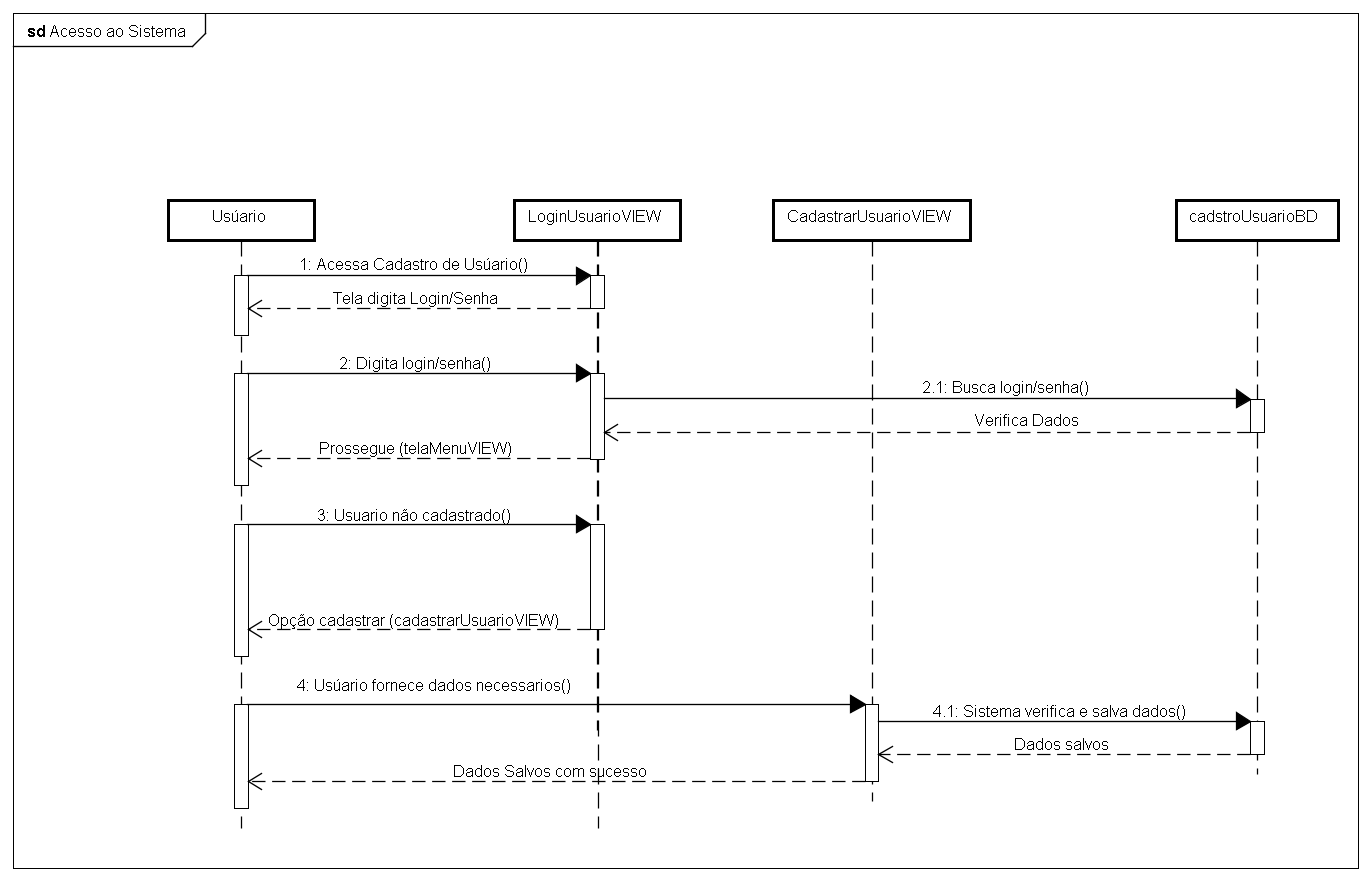 sd Acesso ao Sistema
Usúario
LoginUsuarioVIEW
CadastrarUsuarioVIEW
cadstroUsuarioBD
1: Acessa Cadastro de Usúario()
Tela digita Login/Senha
2: Digita login/senha()
2.1: Busca login/senha()
Verifica Dados
Prossegue (telaMenuVIEW)
3: Usuario não cadastrado()
Opção cadastrar (cadastrarUsuarioVIEW)
4: Usúario fornece dados necessarios()
4.1: Sistema verifica e salva dados()
Dados salvos
Dados Salvos com sucesso